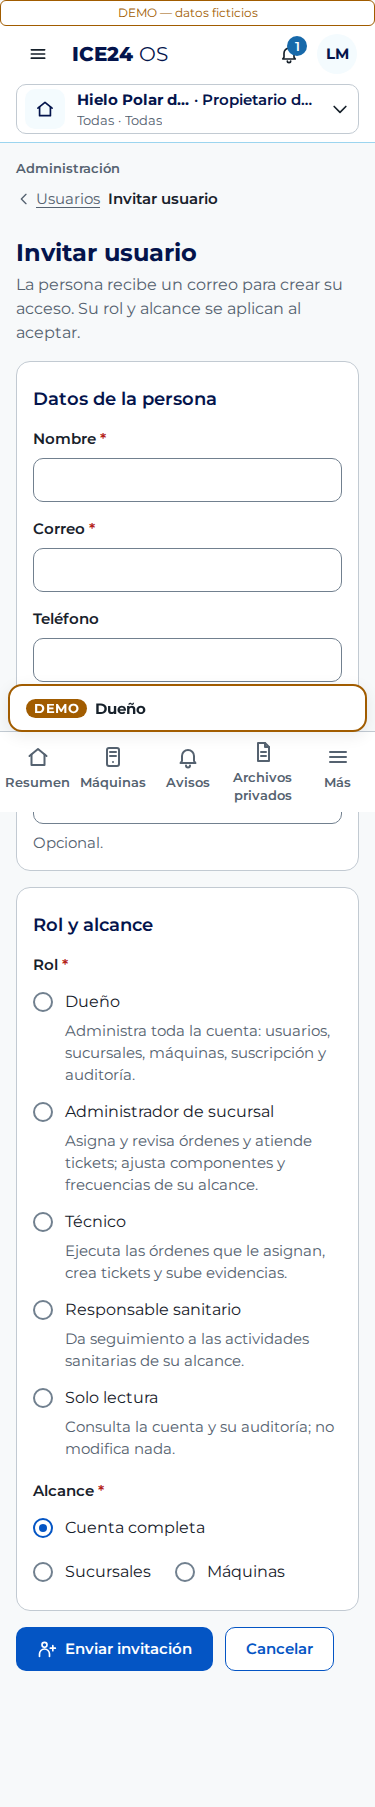 DEMO — datos ficticios
ICE24 OS
1
LM
Hielo Polar d... · Propietario d...
Todas · Todas
Administración
Usuarios Invitar usuario
Invitar usuario
La persona recibe un correo para crear su
acceso. Su rol y alcance se aplican al
aceptar.
Datos de la persona
Nombre *
Correo *
Teléfono
DEMO Dueño
Resumen Máquinas Avisos Archivos privados Más
Opcional.
Rol y alcance
Rol *
Dueño
Administra toda la cuenta: usuarios,
sucursales, máquinas, suscripción y
auditoría.
Administrador de sucursal
Asigna y revisa órdenes y atiende
tickets; ajusta componentes y
frecuencias de su alcance.
Técnico
Ejecuta las órdenes que le asignan,
crea tickets y sube evidencias.
Responsable sanitario
Da seguimiento a las actividades
sanitarias de su alcance.
Solo lectura
Consulta la cuenta y su auditoría; no
modifica nada.
Alcance *
Cuenta completa
Sucursales Máquinas
Enviar invitación Cancelar